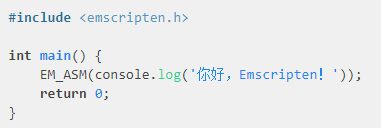 #include <emscripten.h>
int main() {
    EM_ASM(console.log('你好，Emscripten！'));
    return 0;
}